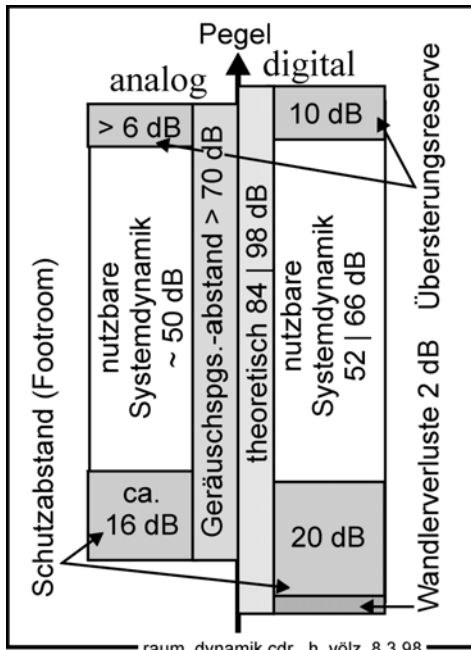 Pegel
analog
digital
> 6 dB
10 dB
nutzbare
Systemdynamik
~ 50 dB
Geräuschspgs.-abstand > 70 dB
theoretisch 84 | 98 dB
nutzbare
Systemdynamik
52 | 66 dB
Übersterungsreserve
Schutzabstand (Footroom)
Wandlerverluste 2 dB
ca.
16 dB
20 dB
raum_dynamik.cdr h. völz 8.3.98